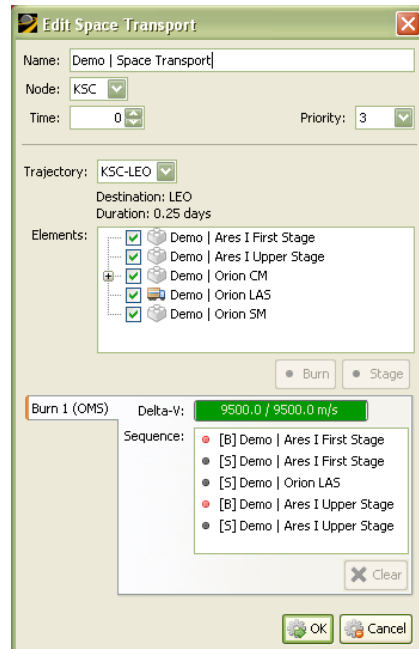 Edit Space Transport
Name: Demo | Space Transport
Node: KSC
Time: 0 Priority: 3
Trajectory: KSC-LEO
Destination: LEO
Duration: 0.25 days
Elements: Demo | Ares I First Stage
Demo | Ares I Upper Stage
Demo | Orion CM
Demo | Orion LAS
Demo | Orion SM
Burn Stage
Burn 1 (OMS) Delta-V: 9500.0 / 9500.0 m/s
Sequence: [B] Demo | Ares I First Stage
[S] Demo | Ares I First Stage
[S] Demo | Orion LAS
[B] Demo | Ares I Upper Stage
[S] Demo | Ares I Upper Stage
Clear
OK Cancel